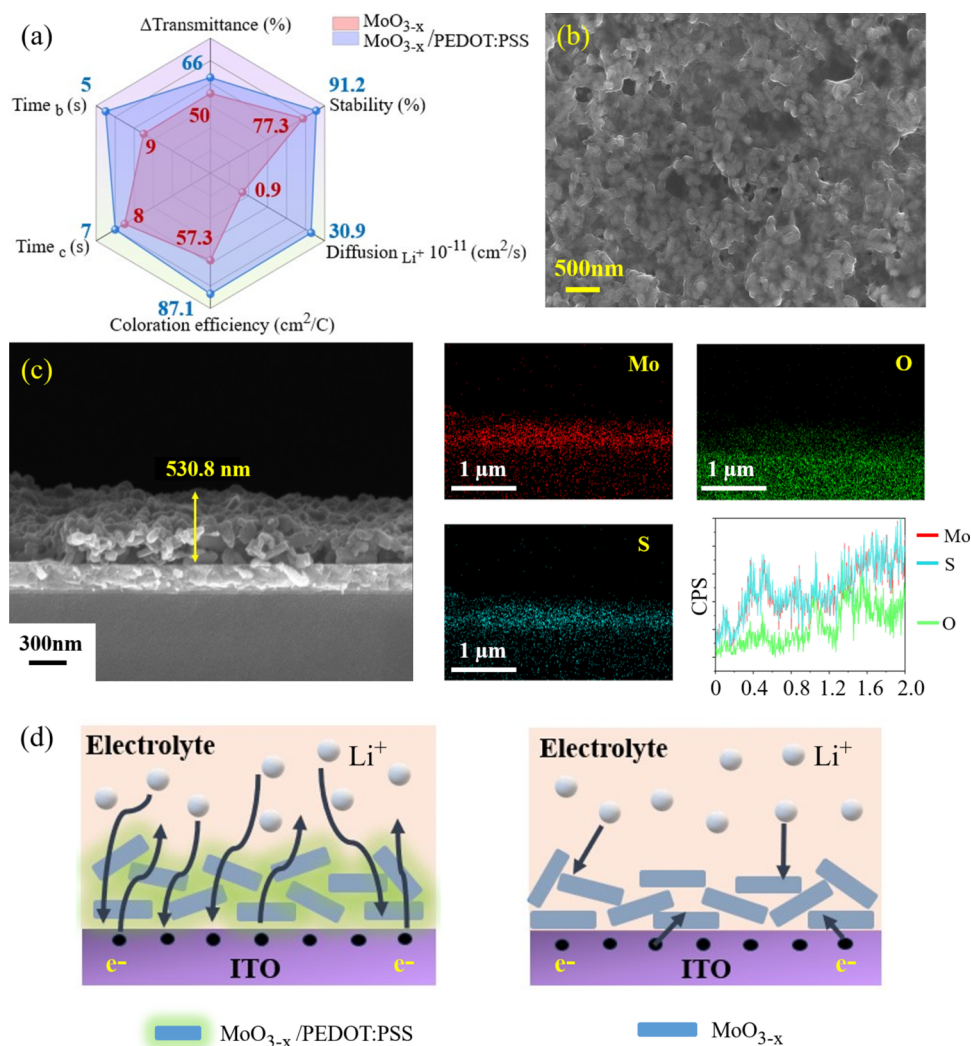 (a)
ΔTransmittance (%)
MoO₃₋ₓ
MoO₃₋ₓ/PEDOT:PSS
66
91.2
Stability (%)
5
Time b (s)
50
77.3
9
0.9
8
57.3
7
Time c (s)
30.9
Diffusion Li+ 10⁻¹¹ (cm²/s)
87.1
Coloration efficiency (cm²/C)
(b)
500nm
(c)
530.8 nm
300nm
Mo
1 µm
O
1 µm
S
1 µm
CPS
Mo
S
O
0 0.4 0.8 1.2 1.6 2.0
(d)
Electrolyte
Li⁺
e-
ITO
e-
MoO₃₋ₓ/PEDOT:PSS
Electrolyte
Li⁺
e-
ITO
e-
MoO₃₋ₓ